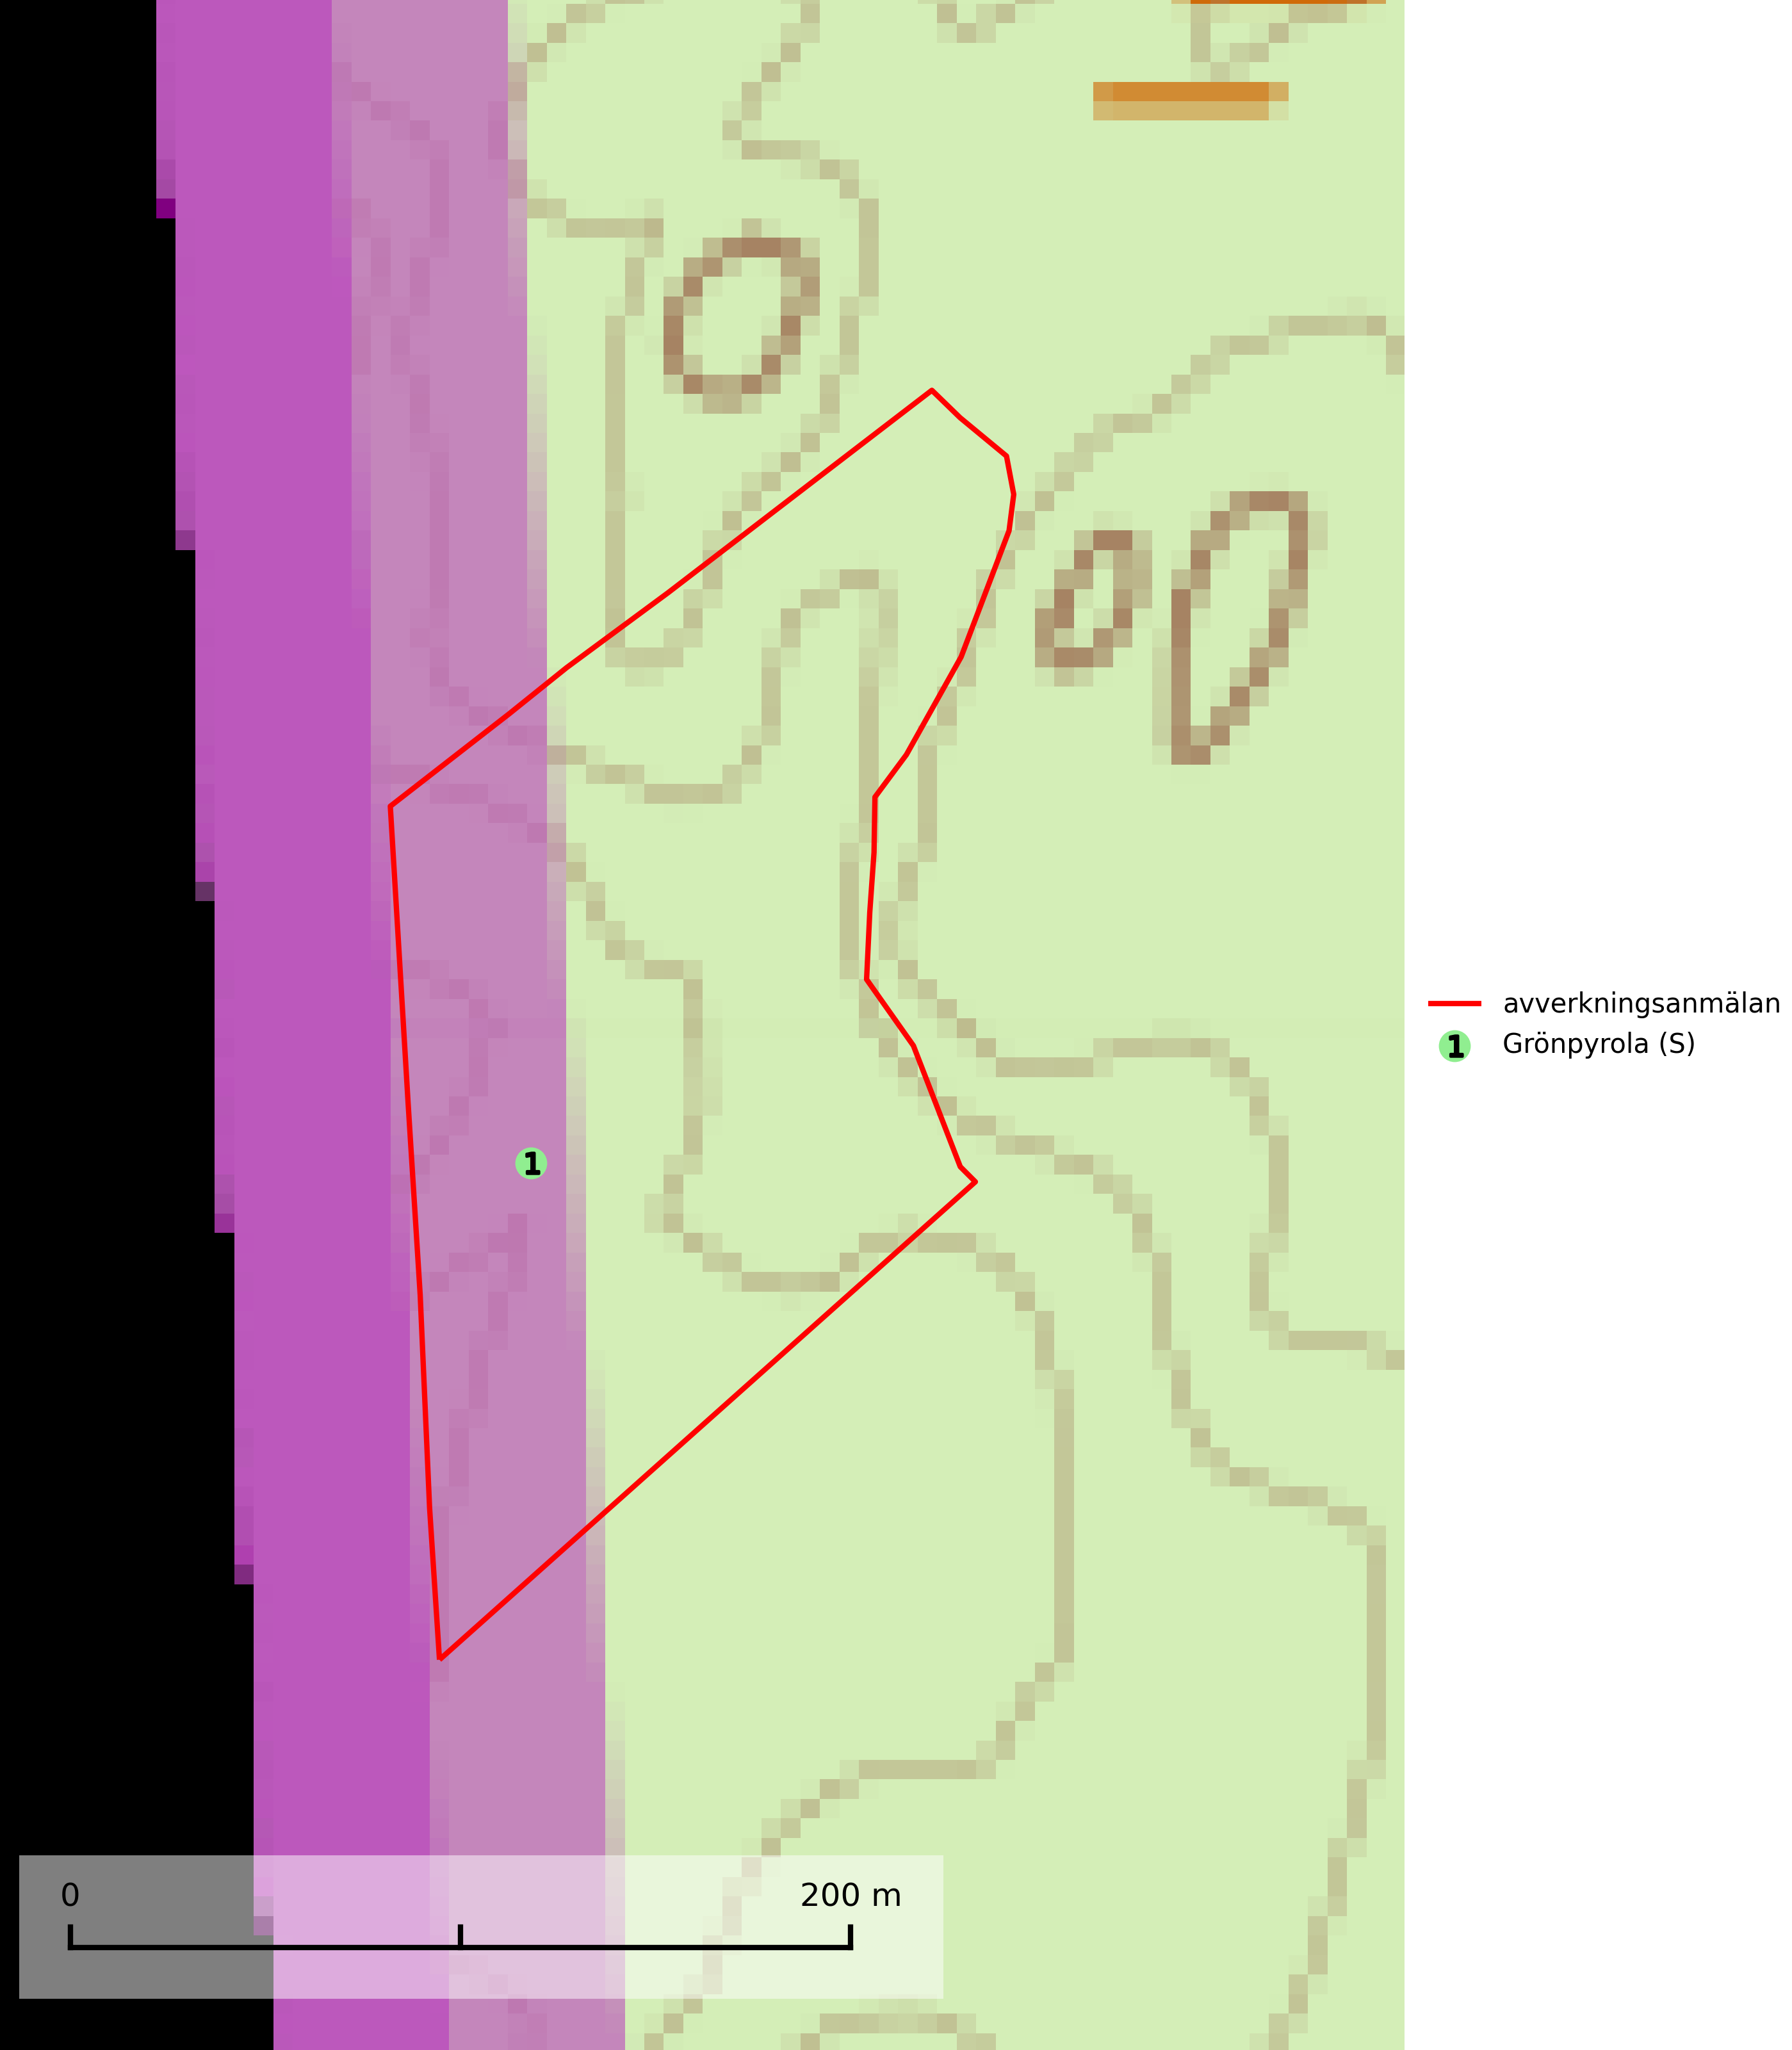 avverkningsanmälan
1 Grönpyrola (S)
1
0 200 m